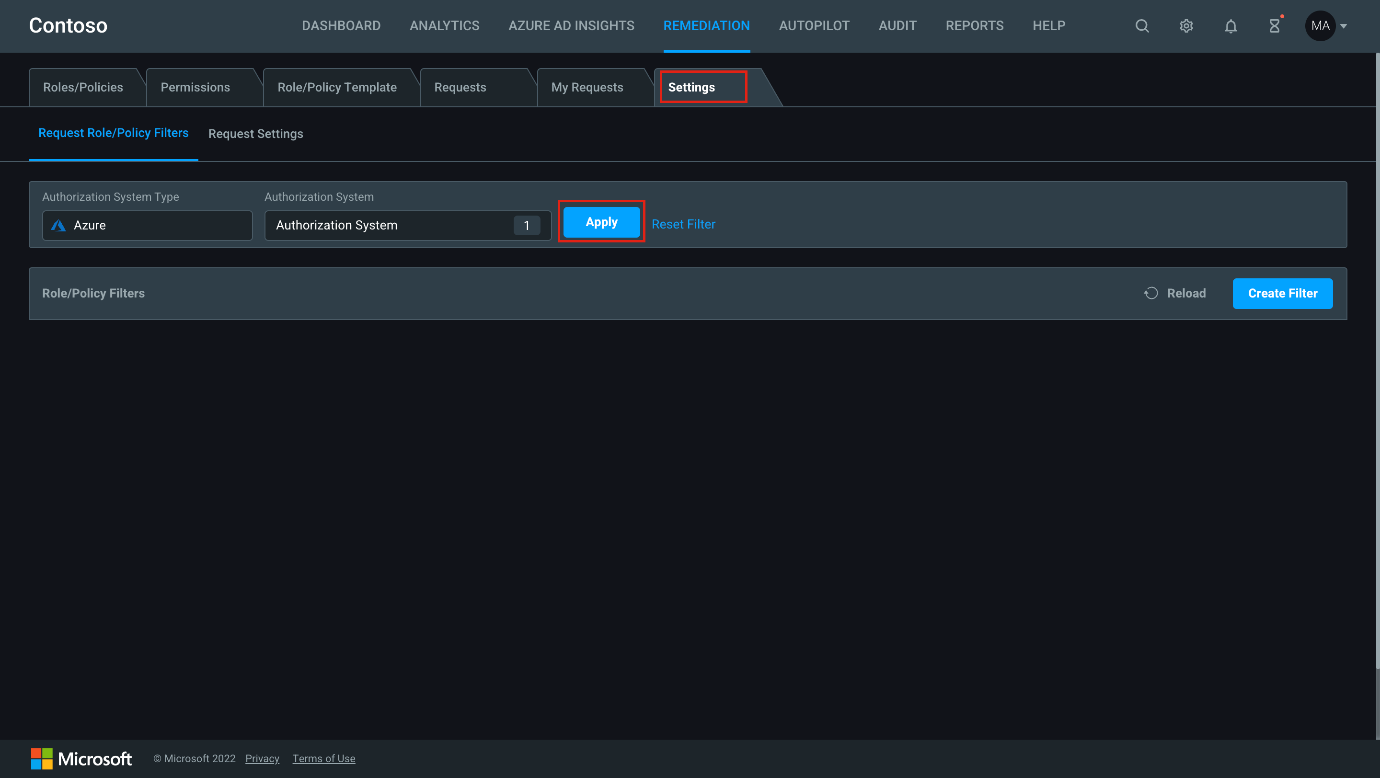 Contoso
DASHBOARD ANALYTICS AZURE AD INSIGHTS REMEDIATION AUTOPILOT AUDIT REPORTS HELP MA
Roles/Policies Permissions Role/Policy Template Requests My Requests Settings
Request Role/Policy Filters Request Settings
Authorization System Type Authorization System
Azure Authorization System 1 Apply Reset Filter
Role/Policy Filters Reload Create Filter
Microsoft © Microsoft 2022 Privacy Terms of Use